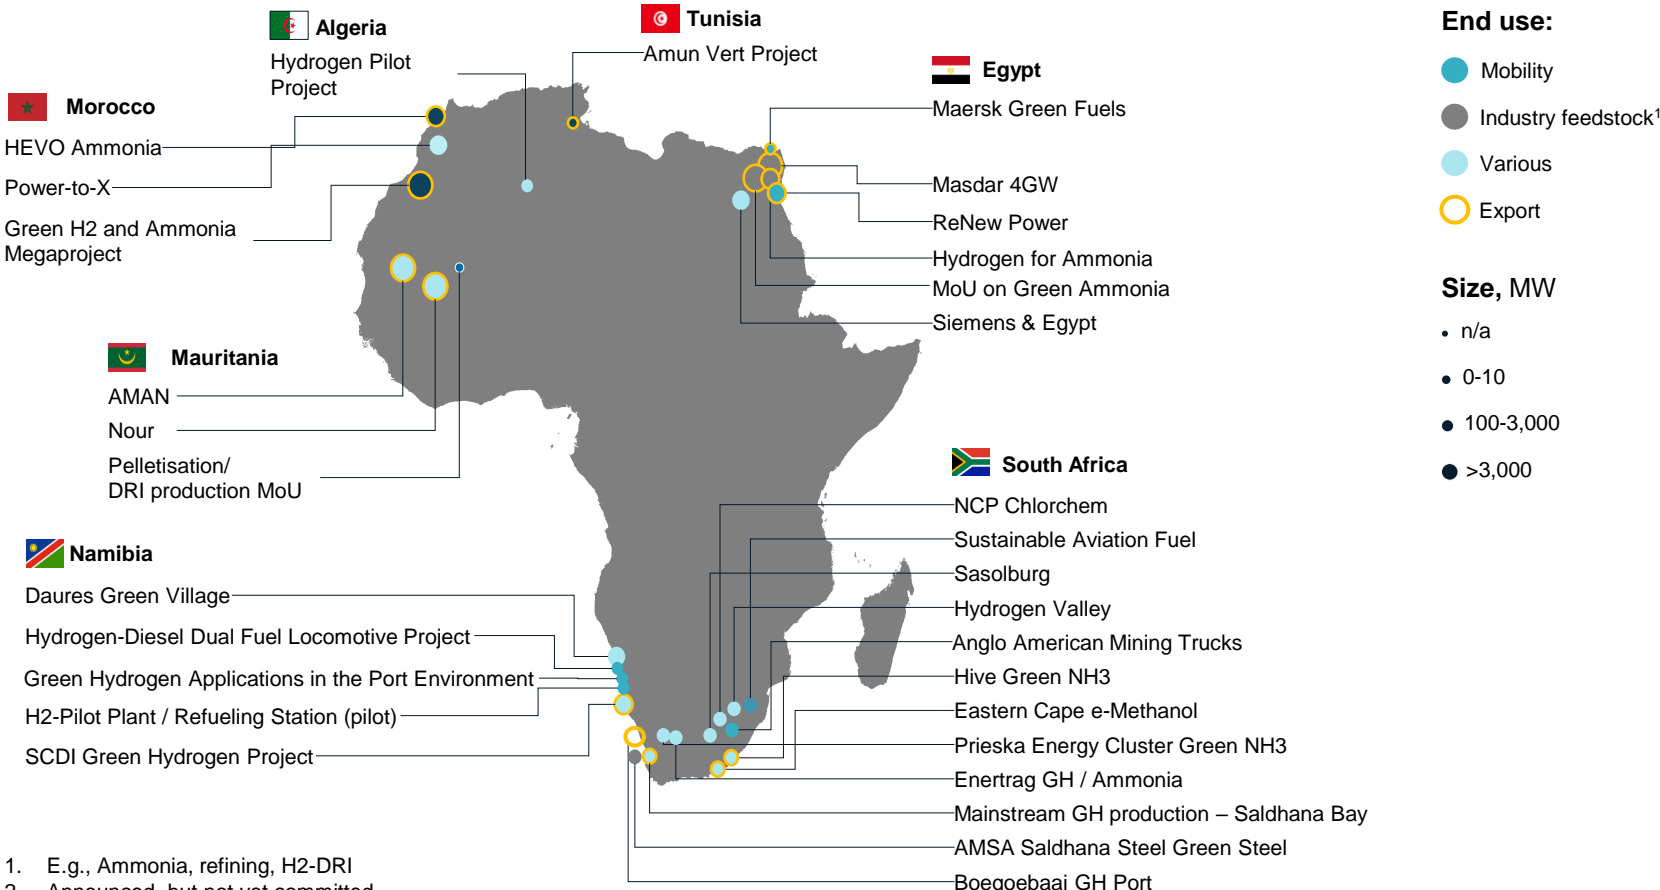 Algeria
Hydrogen Pilot
Project
Tunisia
Amun Vert Project
Egypt
Maersk Green Fuels
Masdar 4GW
ReNew Power
Hydrogen for Ammonia
MoU on Green Ammonia
Siemens & Egypt
Morocco
HEVO Ammonia
Power-to-X
Green H2 and Ammonia
Megaproject
Mauritania
AMAN
Nour
Pelletisation/
DRI production MoU
Namibia
Daures Green Village
Hydrogen-Diesel Dual Fuel Locomotive Project
Green Hydrogen Applications in the Port Environment
H2-Pilot Plant / Refueling Station (pilot)
SCDI Green Hydrogen Project
South Africa
NCP Chlorchem
Sustainable Aviation Fuel
Sasolburg
Hydrogen Valley
Anglo American Mining Trucks
Hive Green NH3
Eastern Cape e-Methanol
Prieska Energy Cluster Green NH3
Enertrag GH / Ammonia
Mainstream GH production – Saldhana Bay
AMSA Saldhana Steel Green Steel
Boegoebaai GH Port
End use:
Mobility
Industry feedstock1
Various
Export
Size, MW
n/a
0-10
100-3,000
>3,000
1. E.g., Ammonia, refining, H2-DRI
2. Announced, but not yet committed